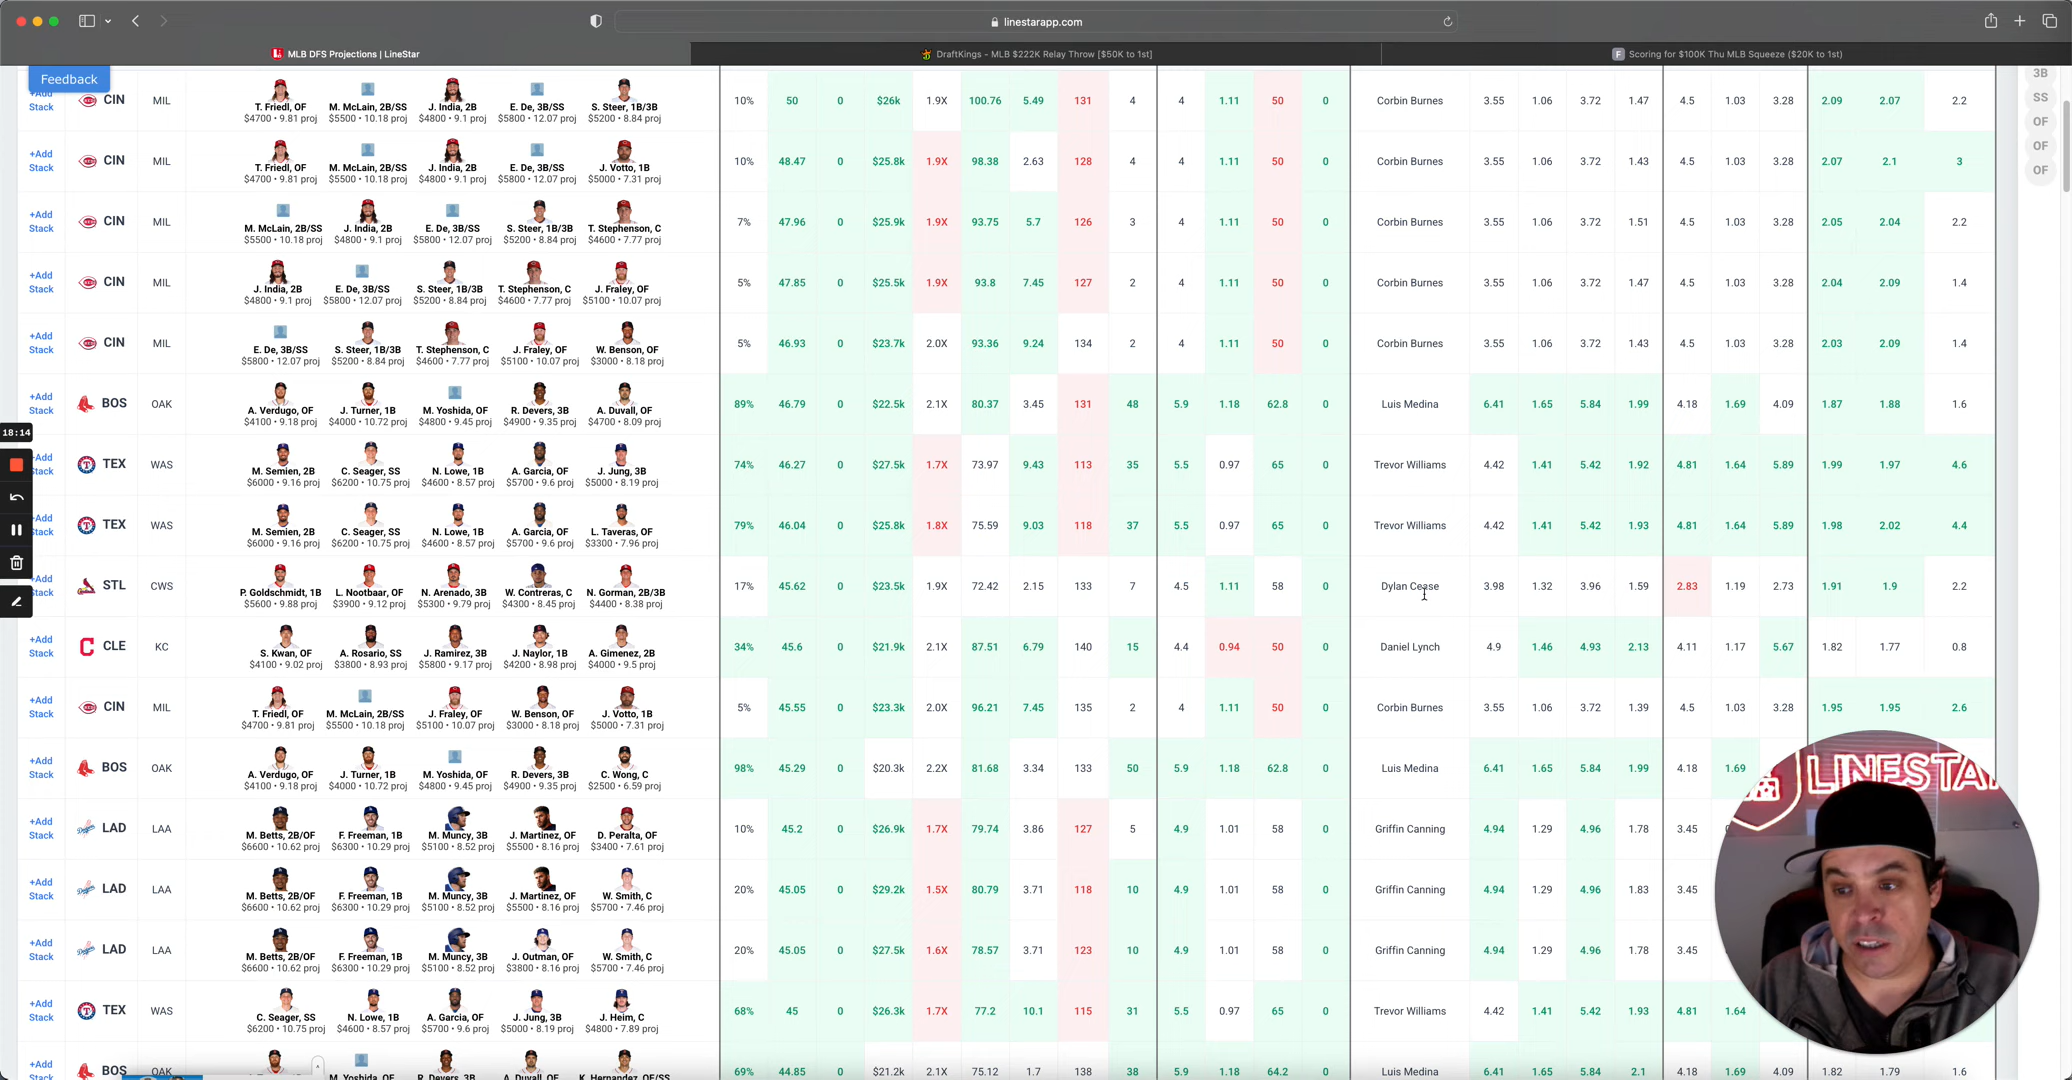 linestarapp.com
MLB DFS Projections | LineStar
DraftKings - MLB $222K Relay Throw [$50K to 1st]
Scoring for $100K Thu MLB Squeeze ($20K to 1st)
Feedback
3B
SS
OF
OF
OF
18:14
+Add Stack CIN MIL T. Friedl, OF M. McLain, 2B/SS J. India, 2B E. De, 3B/SS S. Steer, 1B/3B 10% 50 0 $26k 1.9X 100.76 5.49 131 4 4 1.11 50 0 Corbin Burnes 3.55 1.06 3.72 1.47 4.5 1.03 3.28 2.09 2.07 2.2
$4700 • 9.81 proj $5500 • 10.18 proj $4800 • 9.1 proj $5800 • 12.07 proj $5200 • 8.84 proj
+Add Stack CIN MIL T. Friedl, OF M. McLain, 2B/SS J. India, 2B E. De, 3B/SS J. Votto, 1B 10% 48.47 0 $25.8k 1.9X 98.38 2.63 128 4 4 1.11 50 0 Corbin Burnes 3.55 1.06 3.72 1.43 4.5 1.03 3.28 2.07 2.1 3
$4700 • 9.81 proj $5500 • 10.18 proj $4800 • 9.1 proj $5800 • 12.07 proj $5000 • 7.31 proj
+Add Stack CIN MIL M. McLain, 2B/SS J. India, 2B E. De, 3B/SS S. Steer, 1B/3B T. Stephenson, C 7% 47.96 0 $25.9k 1.9X 93.75 5.7 126 3 4 1.11 50 0 Corbin Burnes 3.55 1.06 3.72 1.51 4.5 1.03 3.28 2.05 2.04 2.2
$5500 • 10.18 proj $4800 • 9.1 proj $5800 • 12.07 proj $5200 • 8.84 proj $4600 • 7.77 proj
+Add Stack CIN MIL J. India, 2B E. De, 3B/SS S. Steer, 1B/3B T. Stephenson, C J. Fraley, OF 5% 47.85 0 $25.5k 1.9X 93.8 7.45 127 2 4 1.11 50 0 Corbin Burnes 3.55 1.06 3.72 1.47 4.5 1.03 3.28 2.04 2.09 1.4
$4800 • 9.1 proj $5800 • 12.07 proj $5200 • 8.84 proj $4600 • 7.77 proj $5100 • 10.07 proj
+Add Stack CIN MIL E. De, 3B/SS S. Steer, 1B/3B T. Stephenson, C J. Fraley, OF W. Benson, OF 5% 46.93 0 $23.7k 2.0X 93.36 9.24 134 2 4 1.11 50 0 Corbin Burnes 3.55 1.06 3.72 1.43 4.5 1.03 3.28 2.03 2.09 1.4
$5800 • 12.07 proj $5200 • 8.84 proj $4600 • 7.77 proj $5100 • 10.07 proj $3000 • 8.18 proj
+Add Stack BOS OAK A. Verdugo, OF J. Turner, 1B M. Yoshida, OF R. Devers, 3B A. Duvall, OF 89% 46.79 0 $22.5k 2.1X 80.37 3.45 131 48 5.9 1.18 62.8 0 Luis Medina 6.41 1.65 5.84 1.99 4.18 1.69 4.09 1.87 1.88 1.6
$4100 • 9.18 proj $4000 • 10.72 proj $4800 • 9.45 proj $4900 • 9.35 proj $4700 • 8.09 proj
+Add Stack TEX WAS M. Semien, 2B C. Seager, SS N. Lowe, 1B A. Garcia, OF J. Jung, 3B 74% 46.27 0 $27.5k 1.7X 73.97 9.43 113 35 5.5 0.97 65 0 Trevor Williams 4.42 1.41 5.42 1.92 4.81 1.64 5.89 1.99 1.97 4.6
$6000 • 9.16 proj $6200 • 10.75 proj $4600 • 8.57 proj $5700 • 9.6 proj $5000 • 8.19 proj
+Add Stack TEX WAS M. Semien, 2B C. Seager, SS N. Lowe, 1B A. Garcia, OF L. Taveras, OF 79% 46.04 0 $25.8k 1.8X 75.59 9.03 118 37 5.5 0.97 65 0 Trevor Williams 4.42 1.41 5.42 1.93 4.81 1.64 5.89 1.98 2.02 4.4
$6000 • 9.16 proj $6200 • 10.75 proj $4600 • 8.57 proj $5700 • 9.6 proj $3300 • 7.96 proj
+Add Stack STL CWS P. Goldschmidt, 1B L. Nootbaar, OF N. Arenado, 3B W. Contreras, C N. Gorman, 2B/3B 17% 45.62 0 $23.5k 1.9X 72.42 2.15 133 7 4.5 1.11 58 0 Dylan Cease 3.98 1.32 3.96 1.59 2.83 1.19 2.73 1.91 1.9 2.2
$5600 • 9.88 proj $3900 • 9.12 proj $5300 • 9.79 proj $4300 • 8.45 proj $4400 • 8.38 proj
+Add Stack CLE KC S. Kwan, OF A. Rosario, SS J. Ramirez, 3B J. Naylor, 1B A. Gimenez, 2B 34% 45.6 0 $21.9k 2.1X 87.51 6.79 140 15 4.4 0.94 50 0 Daniel Lynch 4.9 1.46 4.93 2.13 4.11 1.17 5.67 1.82 1.77 0.8
$4100 • 9.02 proj $3800 • 8.93 proj $5800 • 9.17 proj $4200 • 8.98 proj $4000 • 9.5 proj
+Add Stack CIN MIL T. Friedl, OF M. McLain, 2B/SS J. Fraley, OF W. Benson, OF J. Votto, 1B 5% 45.55 0 $23.3k 2.0X 96.21 7.45 135 2 4 1.11 50 0 Corbin Burnes 3.55 1.06 3.72 1.39 4.5 1.03 3.28 1.95 1.95 2.6
$4700 • 9.81 proj $5500 • 10.18 proj $5100 • 10.07 proj $3000 • 8.18 proj $5000 • 7.31 proj
+Add Stack BOS OAK A. Verdugo, OF J. Turner, 1B M. Yoshida, OF R. Devers, 3B C. Wong, C 98% 45.29 0 $20.3k 2.2X 81.68 3.34 133 50 5.9 1.18 62.8 0 Luis Medina 6.41 1.65 5.84 1.99 4.18 1.69
$4100 • 9.18 proj $4000 • 10.72 proj $4800 • 9.45 proj $4900 • 9.35 proj $2500 • 6.59 proj
LINESTAR
+Add Stack LAD LAA M. Betts, 2B/OF F. Freeman, 1B M. Muncy, 3B J. Martinez, OF D. Peralta, OF 10% 45.2 0 $26.9k 1.7X 79.74 3.86 127 5 4.9 1.01 58 0 Griffin Canning 4.94 1.29 4.96 1.78 3.45
$6600 • 10.62 proj $6300 • 10.29 proj $5100 • 8.52 proj $5500 • 8.16 proj $3400 • 7.61 proj
+Add Stack LAD LAA M. Betts, 2B/OF F. Freeman, 1B M. Muncy, 3B J. Martinez, OF W. Smith, C 20% 45.05 0 $29.2k 1.5X 80.79 3.71 118 10 4.9 1.01 58 0 Griffin Canning 4.94 1.29 4.96 1.83 3.45
$6600 • 10.62 proj $6300 • 10.29 proj $5100 • 8.52 proj $5500 • 8.16 proj $5700 • 7.46 proj
+Add Stack LAD LAA M. Betts, 2B/OF F. Freeman, 1B M. Muncy, 3B J. Outman, OF W. Smith, C 20% 45.05 0 $27.5k 1.6X 78.57 3.71 123 10 4.9 1.01 58 0 Griffin Canning 4.94 1.29 4.96 1.78 3.45
$6600 • 10.62 proj $6300 • 10.29 proj $5100 • 8.52 proj $3800 • 8.16 proj $5700 • 7.46 proj
+Add Stack TEX WAS C. Seager, SS N. Lowe, 1B A. Garcia, OF J. Jung, 3B J. Heim, C 68% 45 0 $26.3k 1.7X 77.2 10.1 115 31 5.5 0.97 65 0 Trevor Williams 4.42 1.41 5.42 1.93 4.81 1.64
$6200 • 10.75 proj $4600 • 8.57 proj $5700 • 9.6 proj $5000 • 8.19 proj $4800 • 7.89 proj
+Add Stack BOS OAK M. Yoshida, OF R. Devers, 3B A. Duvall, OF K. Hernandez, OF/SS 69% 44.85 0 $21.2k 2.1X 75.12 1.7 138 38 5.9 1.18 64.2 0 Luis Medina 6.41 1.65 5.84 2.1 4.18 1.69 4.09 1.82 1.79 1.6